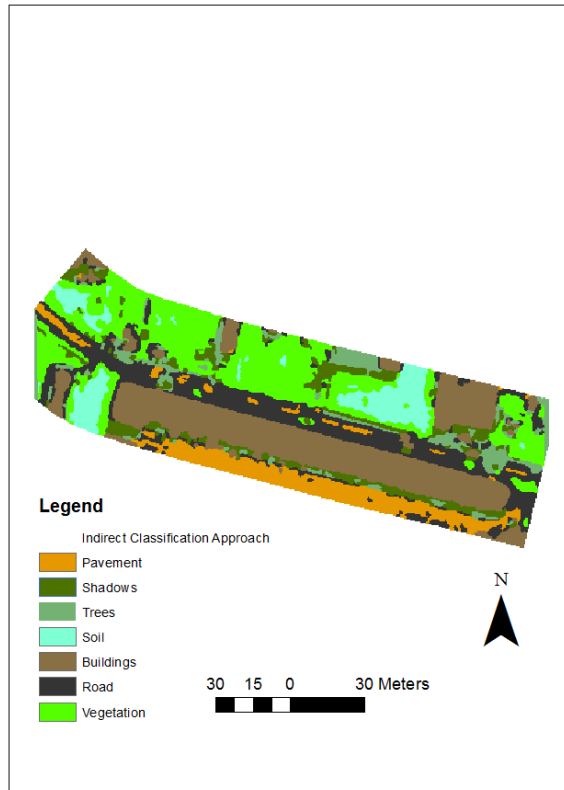 Legend
Indirect Classification Approach
Pavement
Shadows
Trees
Soil
Buildings
Road
Vegetation
N
30 15 0 30 Meters